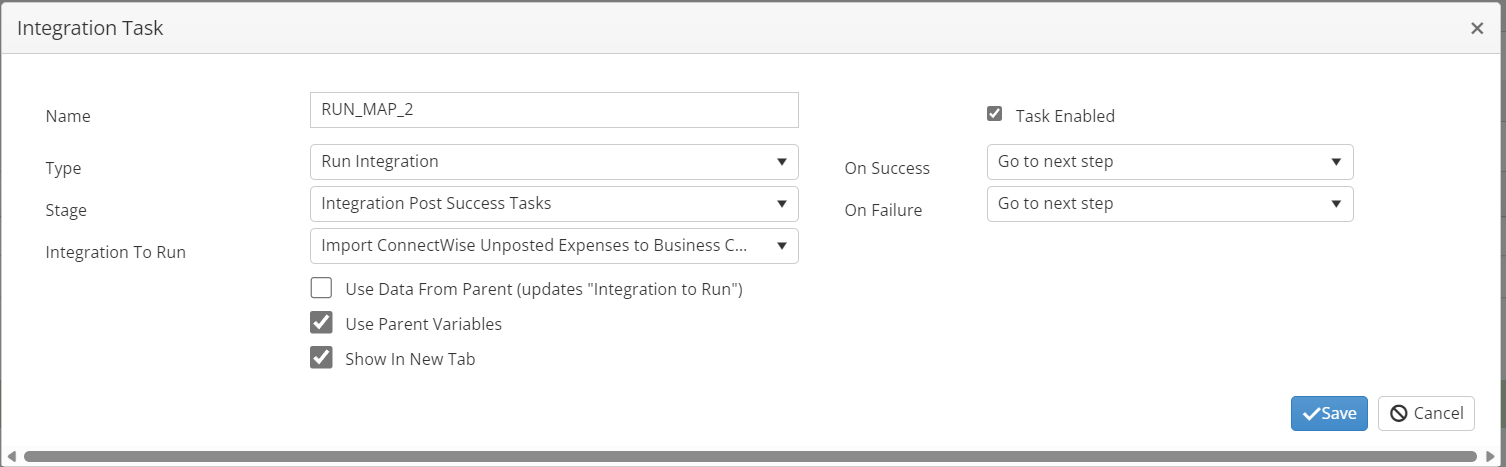 Integration Task
Name
RUN_MAP_2
Task Enabled
Type
Run Integration
On Success
Go to next step
Stage
Integration Post Success Tasks
On Failure
Go to next step
Integration To Run
Import ConnectWise Unposted Expenses to Business C...
Use Data From Parent (updates "Integration to Run")
Use Parent Variables
Show In New Tab
Save
Cancel